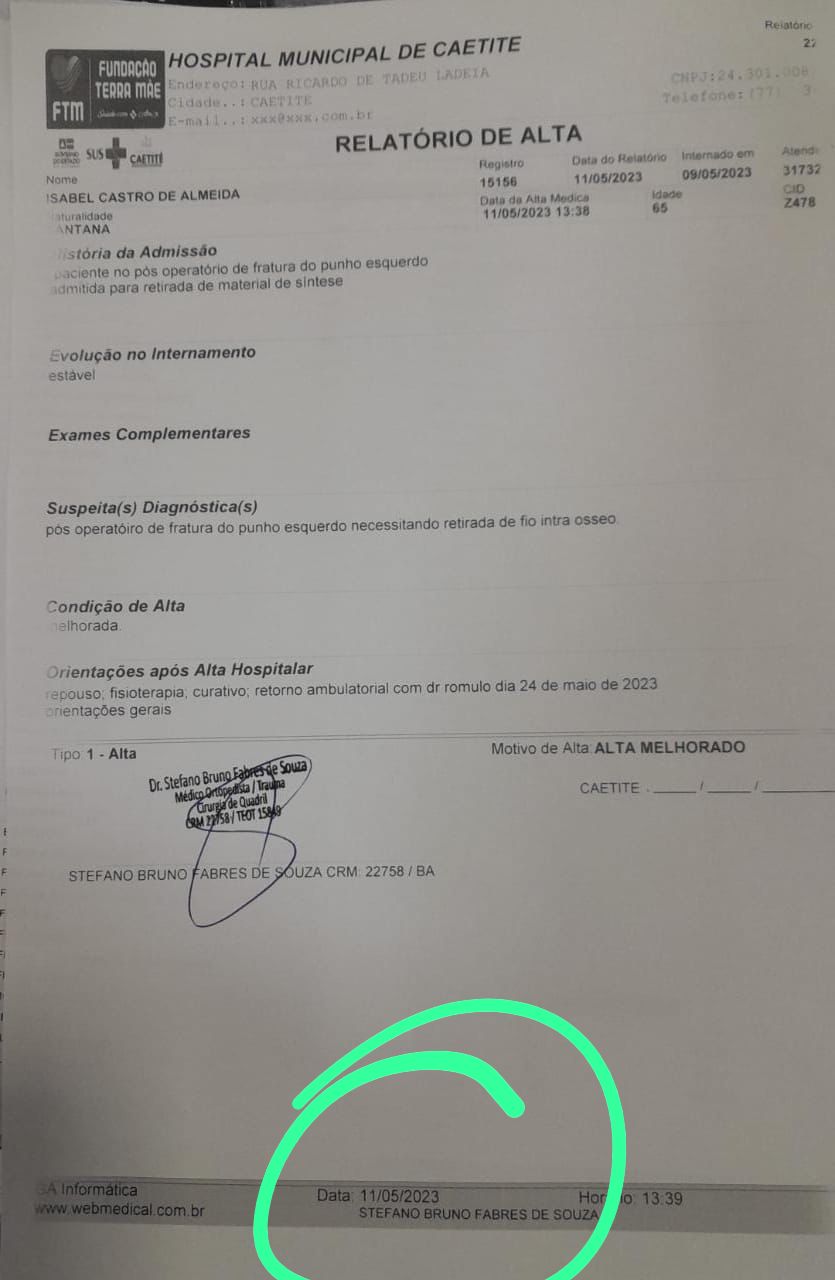 Relatório
22
FUNDAÇÃO
TERRA MÃE
FTM
HOSPITAL MUNICIPAL DE CAETITE
Endereço: RUA RICARDO DE TADEU LADEIA
Cidade..: CAETITE
E-mail..: xxx@xxx.com.br
CNPJ:24.301.006
Telefone: (77) 3
SUS
CAETITÉ
RELATÓRIO DE ALTA
Nome
ISABEL CASTRO DE ALMEIDA
aturalidade
ANTANA
Registro
15156
Data do Relatório
11/05/2023
Internado em
09/05/2023
Atendi
31732
Data da Alta Medica
11/05/2023 13:38
Idade
65
CID
Z478
istória da Admissão
paciente no pós operatório de fratura do punho esquerdo
admitida para retirada de material de síntese
Evolução no Internamento
estável
Exames Complementares
Suspeita(s) Diagnóstica(s)
pós operatóiro de fratura do punho esquerdo necessitando retirada de fio intra osseo.
Condição de Alta
melhorada.
Orientações após Alta Hospitalar
repouso; fisioterapia; curativo; retorno ambulatorial com dr romulo dia 24 de maio de 2023
orientações gerais
Tipo: 1 - Alta
Motivo de Alta: ALTA MELHORADO
CAETITE . _____ / _____ / _________
Dr. Stefano Bruno Fabres de Souza
Médico Ortopedista / Trauma
Cirurgia de Quadril
CRM 22758 / TEOT 15849
STEFANO BRUNO FABRES DE SOUZA CRM: 22758 / BA
GA Informática
www.webmedical.com.br
Data: 11/05/2023
Horário: 13:39
STEFANO BRUNO FABRES DE SOUZA